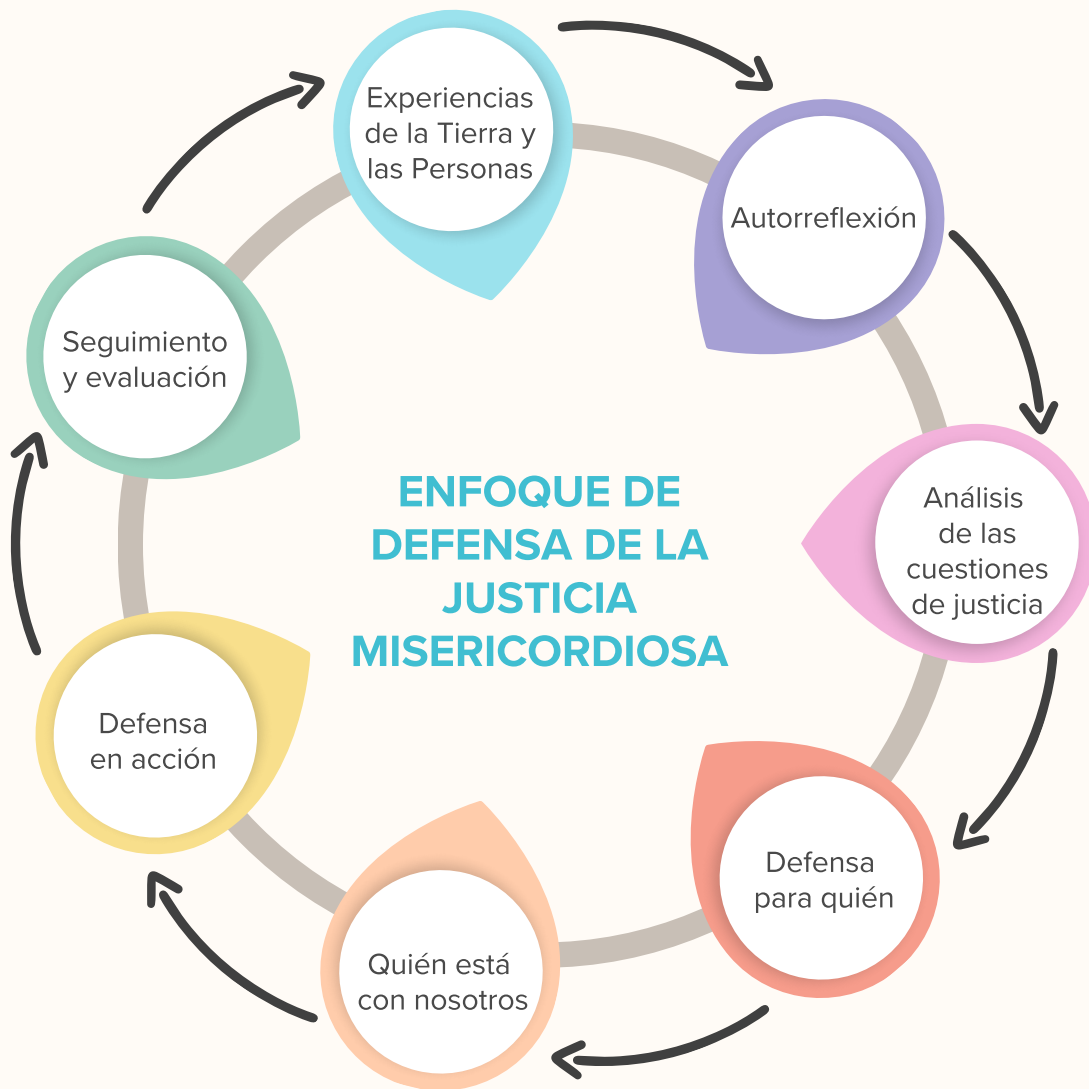 Experiencias
de la Tierra y
las Personas
Autorreflexión
Análisis
de las
cuestiones
de justicia
Defensa
para quién
Quién está
con nosotros
Defensa
en acción
Seguimiento
y evaluación
ENFOQUE DE
DEFENSA DE LA
JUSTICIA
MISERICORDIOSA